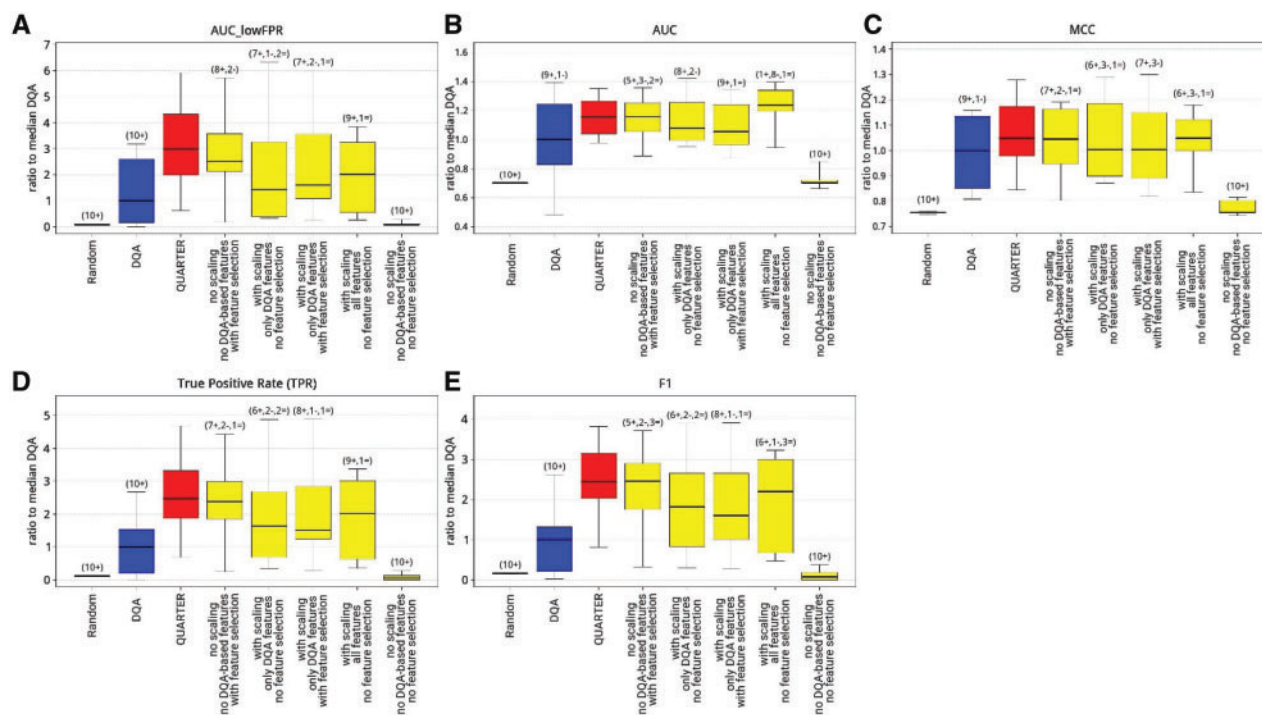 A
AUC_lowFPR
ratio to median DQA
7
6
5
4
3
2
1
0
(10+)
(10+)
(8+,2-)
(7+,1-,2=)
(7+,2-,1=)
(9+,1=)
(10+)
Random
DQA
QUARTER
no scaling
no DQA-based features
with feature selection
with scaling
only DQA features
no feature selection
with scaling
only DQA features
with feature selection
with scaling
all features
no feature selection
no scaling
no DQA-based features
no feature selection
B
AUC
ratio to median DQA
1.6
1.4
1.2
1.0
0.8
0.6
0.4
(10+)
(9+,1-)
(5+,3-,2=)
(8+,2-)
(9+,1=)
(1+,8-,1=)
(10+)
Random
DQA
QUARTER
no scaling
no DQA-based features
with feature selection
with scaling
only DQA features
no feature selection
with scaling
only DQA features
with feature selection
with scaling
all features
no feature selection
no scaling
no DQA-based features
no feature selection
C
MCC
ratio to median DQA
1.4
1.3
1.2
1.1
1.0
0.9
0.8
0.7
(10+)
(9+,1-)
(7+,2-,1=)
(6+,3-,1=)
(7+,3-)
(6+,3-,1=)
(10+)
Random
DQA
QUARTER
no scaling
no DQA-based features
with feature selection
with scaling
only DQA features
no feature selection
with scaling
only DQA features
with feature selection
with scaling
all features
no feature selection
no scaling
no DQA-based features
no feature selection
D
True Positive Rate (TPR)
ratio to median DQA
5
4
3
2
1
0
(10+)
(10+)
(7+,2-,1=)
(6+,2-,2=)
(8+,1-,1=)
(9+,1=)
(10+)
Random
DQA
QUARTER
no scaling
no DQA-based features
with feature selection
with scaling
only DQA features
no feature selection
with scaling
only DQA features
with feature selection
with scaling
all features
no feature selection
no scaling
no DQA-based features
no feature selection
E
F1
ratio to median DQA
4
3
2
1
0
(10+)
(10+)
(5+,2-,3=)
(6+,2-,2=)
(8+,1-,1=)
(6+,1-,3=)
(10+)
Random
DQA
QUARTER
no scaling
no DQA-based features
with feature selection
with scaling
only DQA features
no feature selection
with scaling
only DQA features
with feature selection
with scaling
all features
no feature selection
no scaling
no DQA-based features
no feature selection